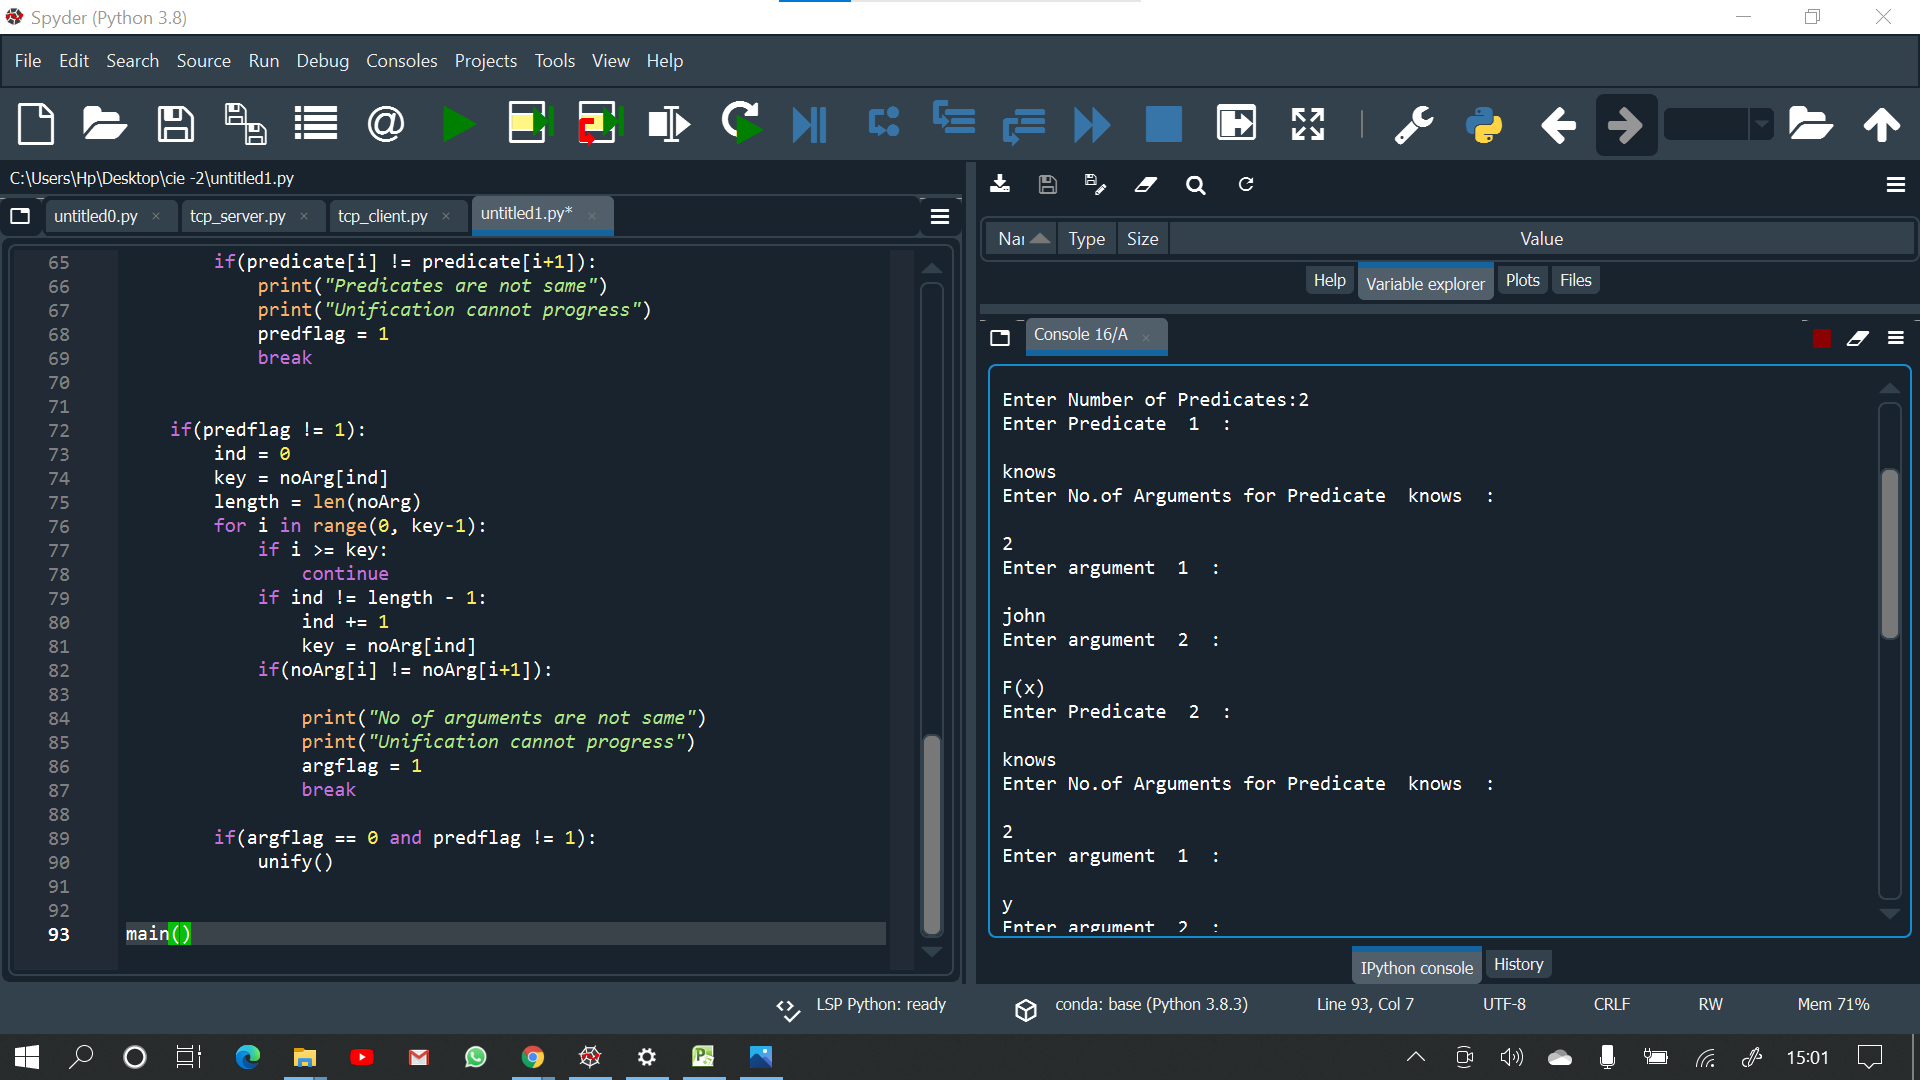 Spyder (Python 3.8)
File Edit Search Source Run Debug Consoles Projects Tools View Help
C:\Users\Hp\Desktop\cie -2\untitled1.py
untitled0.py tcp_server.py tcp_client.py untitled1.py*
65 if(predicate[i] != predicate[i+1]):
66 print("Predicates are not same")
67 print("Unification cannot progress")
68 predflag = 1
69 break
70
71
72 if(predflag != 1):
73 ind = 0
74 key = noArg[ind]
75 length = len(noArg)
76 for i in range(0, key-1):
77 if i >= key:
78 continue
79 if ind != length - 1:
80 ind += 1
81 key = noArg[ind]
82 if(noArg[i] != noArg[i+1]):
83
84 print("No of arguments are not same")
85 print("Unification cannot progress")
86 argflag = 1
87 break
88
89 if(argflag == 0 and predflag != 1):
90 unify()
91
92
93 main()
Nar Type Size Value
Help Variable explorer Plots Files
Console 16/A
Enter Number of Predicates:2
Enter Predicate 1 :
knows
Enter No.of Arguments for Predicate knows :
2
Enter argument 1 :
john
Enter argument 2 :
F(x)
Enter Predicate 2 :
knows
Enter No.of Arguments for Predicate knows :
2
Enter argument 1 :
y
Enter argument 2 :
IPython console History
LSP Python: ready conda: base (Python 3.8.3) Line 93, Col 7 UTF-8 CRLF RW Mem 71%
15:01